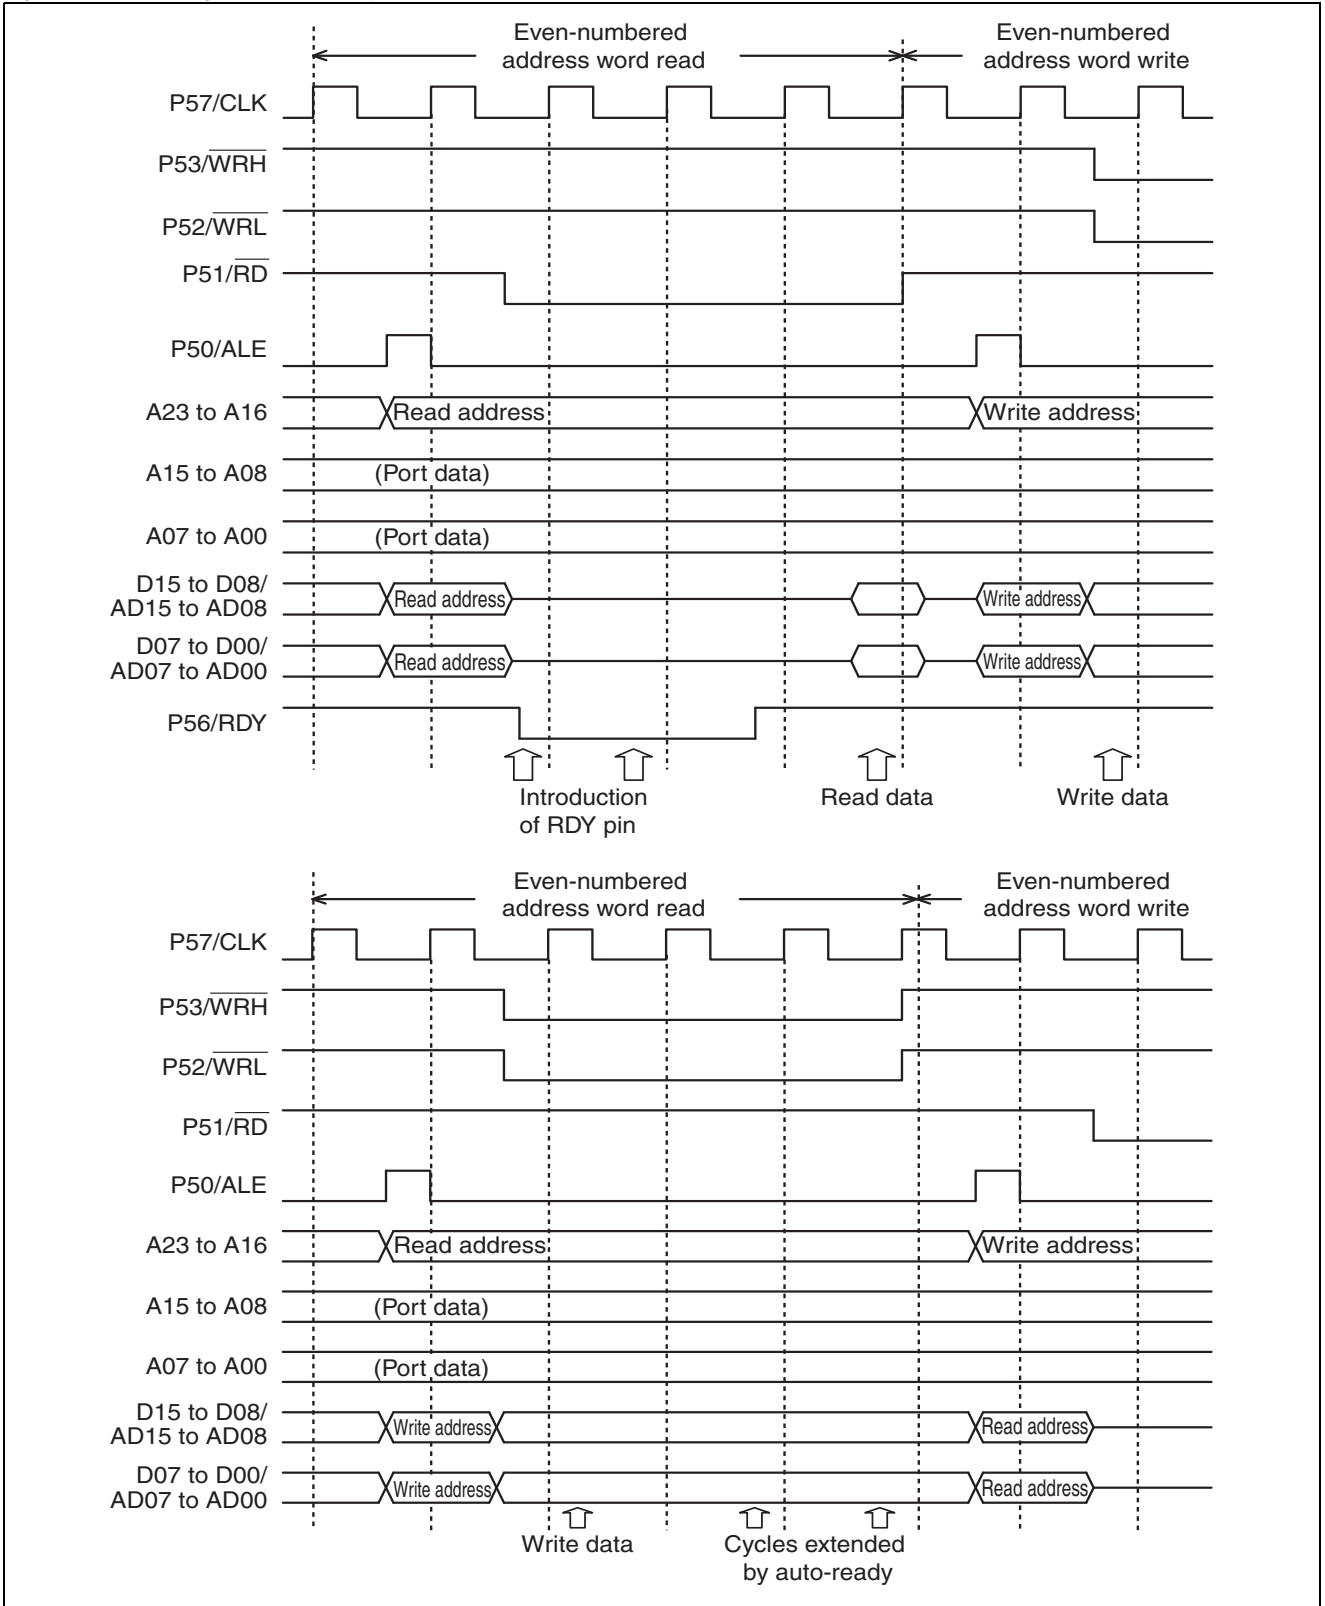 Even-numbered
address word read
Even-numbered
address word write
P57/CLK
P53/WRH
P52/WRL
P51/RD
P50/ALE
A23 to A16
Read address
Write address
A15 to A08
(Port data)
A07 to A00
(Port data)
D15 to D08/
AD15 to AD08
Read address
Write address
D07 to D00/
AD07 to AD00
Read address
Write address
P56/RDY
Introduction
of RDY pin
Read data
Write data
Even-numbered
address word read
Even-numbered
address word write
P57/CLK
P53/WRH
P52/WRL
P51/RD
P50/ALE
A23 to A16
Read address
Write address
A15 to A08
(Port data)
A07 to A00
(Port data)
D15 to D08/
AD15 to AD08
Write address
Read address
D07 to D00/
AD07 to AD00
Write address
Read address
Write data
Cycles extended
by auto-ready